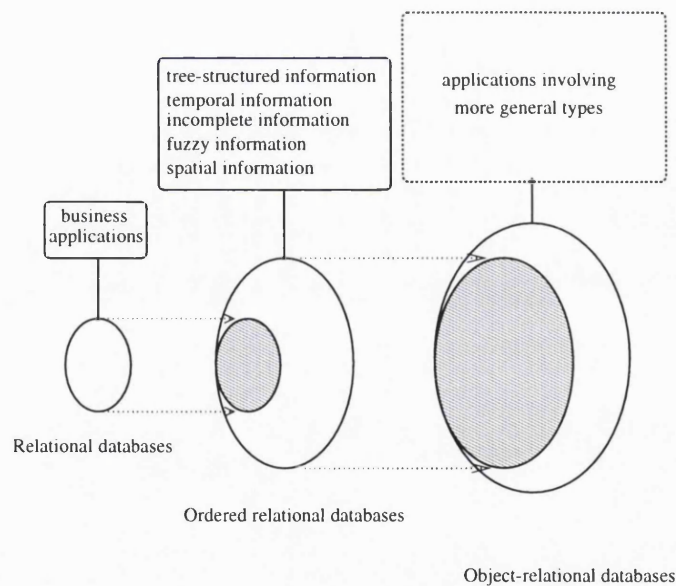 applications involving
more general types
tree-structured information
temporal information
incomplete information
fuzzy information
spatial information
business
applications
Relational databases
Ordered relational databases
Object-relational databases